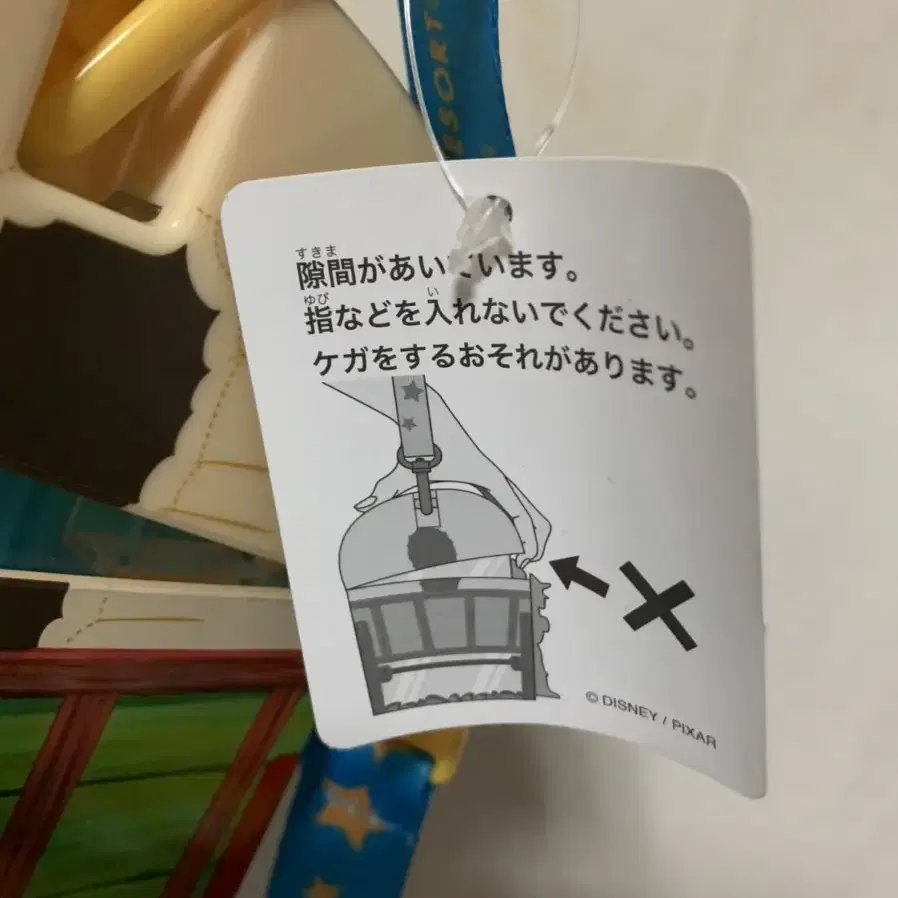 ESORT
すきま
隙間があいています。
ゆび い
指などを入れないでください。
ケガをするおそれがあります。
© DISNEY / PIXAR